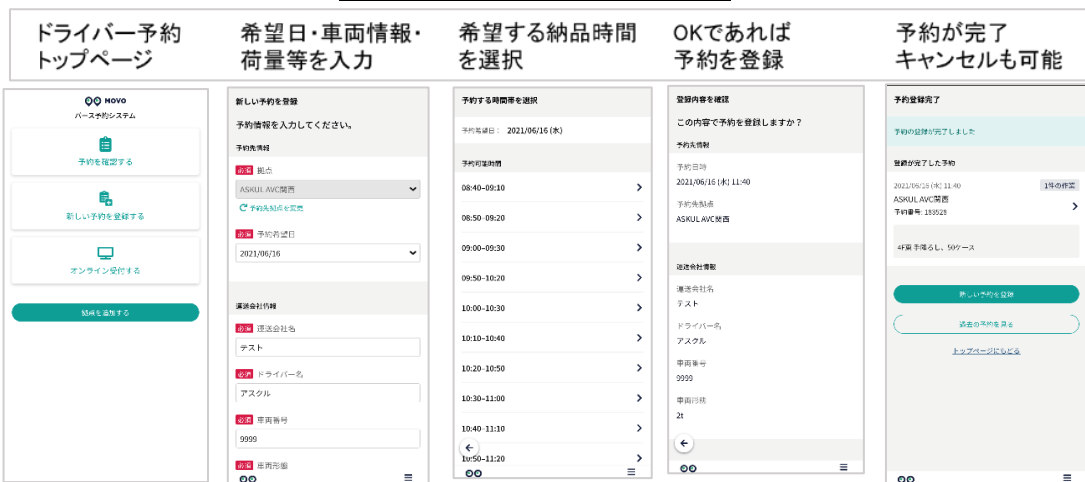 ドライバー予約
トップページ
希望日・車両情報・
荷量等を入力
希望する納品時間
を選択
OKであれば
予約を登録
予約が完了
キャンセルも可能
MOVO
バース予約システム
予約を確認する
新しい予約を登録する
オンライン受付する
拠点を追加する
新しい予約を登録
予約情報を入力してください。
予約先情報
必須 拠点
ASKUL AVC関西
予約先拠点を変更
必須 予約希望日
2021/06/16
運送会社情報
必須 運送会社名
テスト
必須 ドライバー名
アスクル
必須 車両番号
9999
必須 車両形態
予約する時間帯を選択
予約希望日： 2021/06/16 (水)
予約可能時間
08:40-09:10
08:50-09:20
09:00-09:30
09:50-10:20
10:00-10:30
10:10-10:40
10:20-10:50
10:30-11:00
10:40-11:10
10:50-11:20
登録内容を確認
この内容で予約を登録しますか？
予約先情報
予約日時
2021/06/16 (水) 11:40
予約先拠点
ASKUL AVC関西
運送会社情報
運送会社名
テスト
ドライバー名
アスクル
車両番号
9999
車両形態
2t
予約登録完了
予約の登録が完了しました
登録が完了した予約
2021/06/16 (水) 11:40
1件の作業
ASKUL AVC関西
予約番号: 183528
4F東 手降ろし、50ケース
新しい予約を登録
過去の予約を見る
トップページにもどる